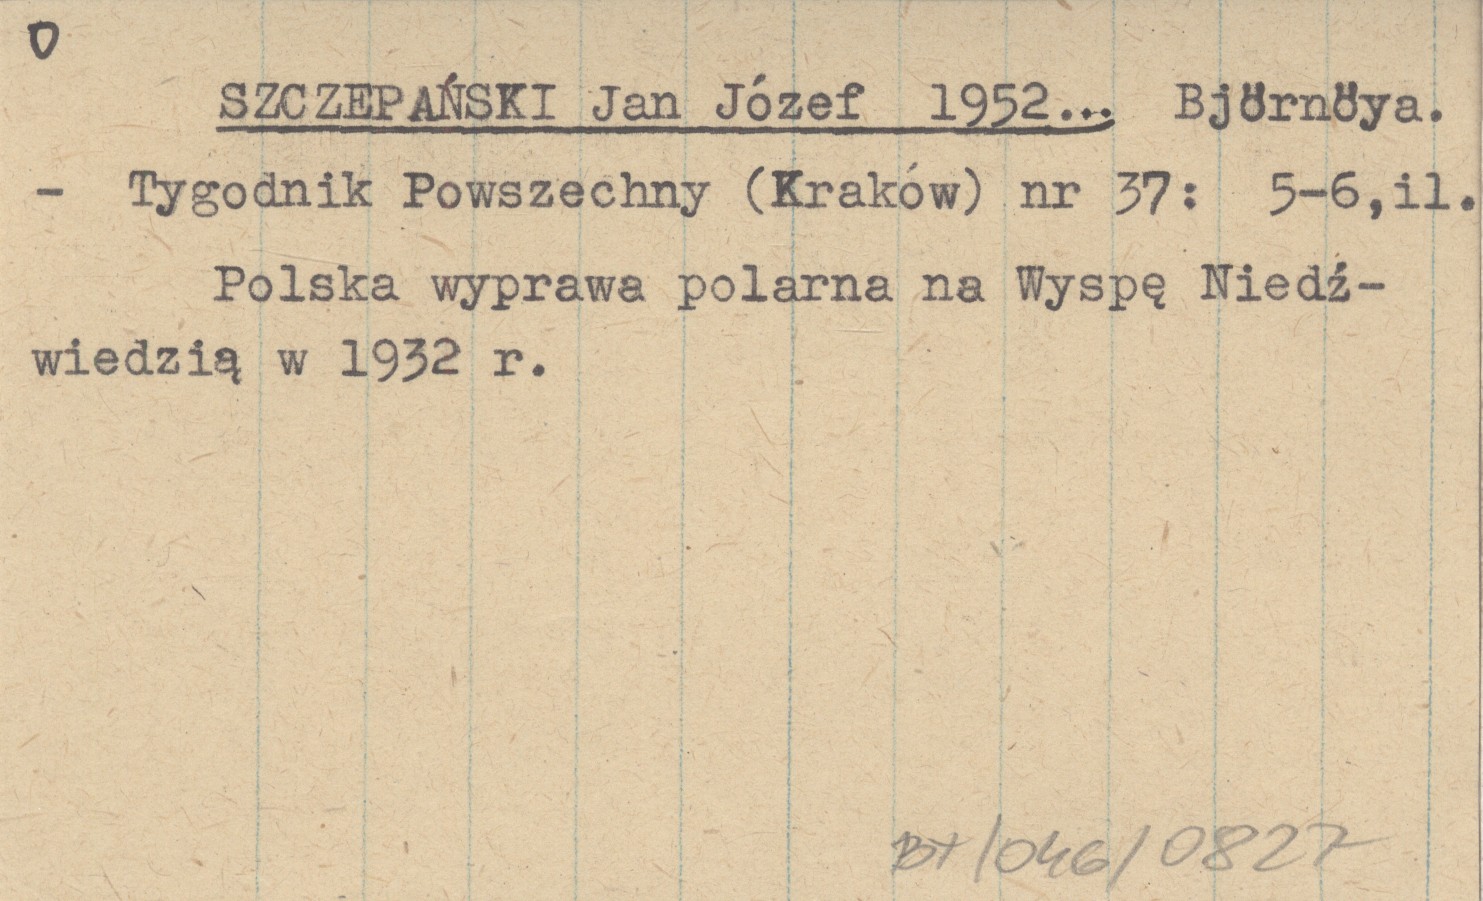 D
SZCZEPAŃSKI Jan Józef 1952... Björnöya.
- Tygodnik Powszechny (Kraków) nr 37: 5-6,il.
Polska wyprawa polarna na Wyspę Niedź-
wiedzią w 1932 r.
BT/046/0827